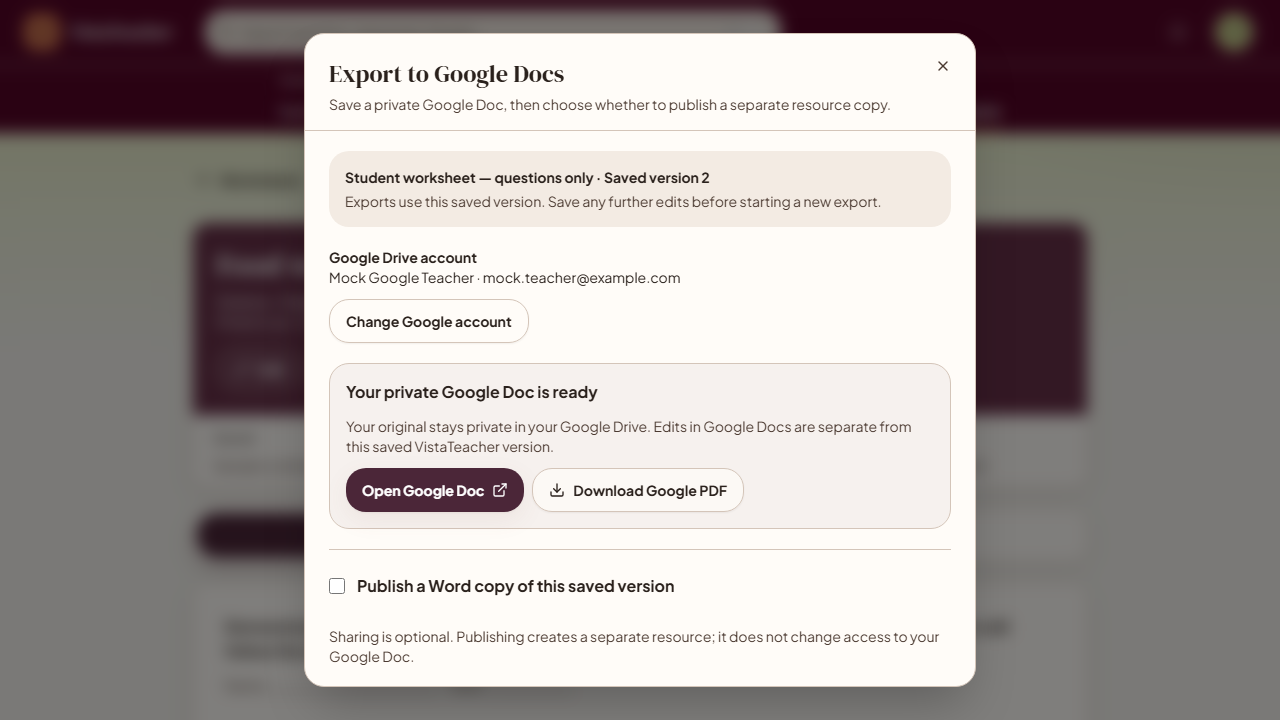 Export to Google Docs
Save a private Google Doc, then choose whether to publish a separate resource copy.
Student worksheet — questions only · Saved version 2
Exports use this saved version. Save any further edits before starting a new export.
Google Drive account
Mock Google Teacher · mock.teacher@example.com
Change Google account
Your private Google Doc is ready
Your original stays private in your Google Drive. Edits in Google Docs are separate from
this saved VistaTeacher version.
Open Google Doc
Download Google PDF
Publish a Word copy of this saved version
Sharing is optional. Publishing creates a separate resource; it does not change access to your
Google Doc.